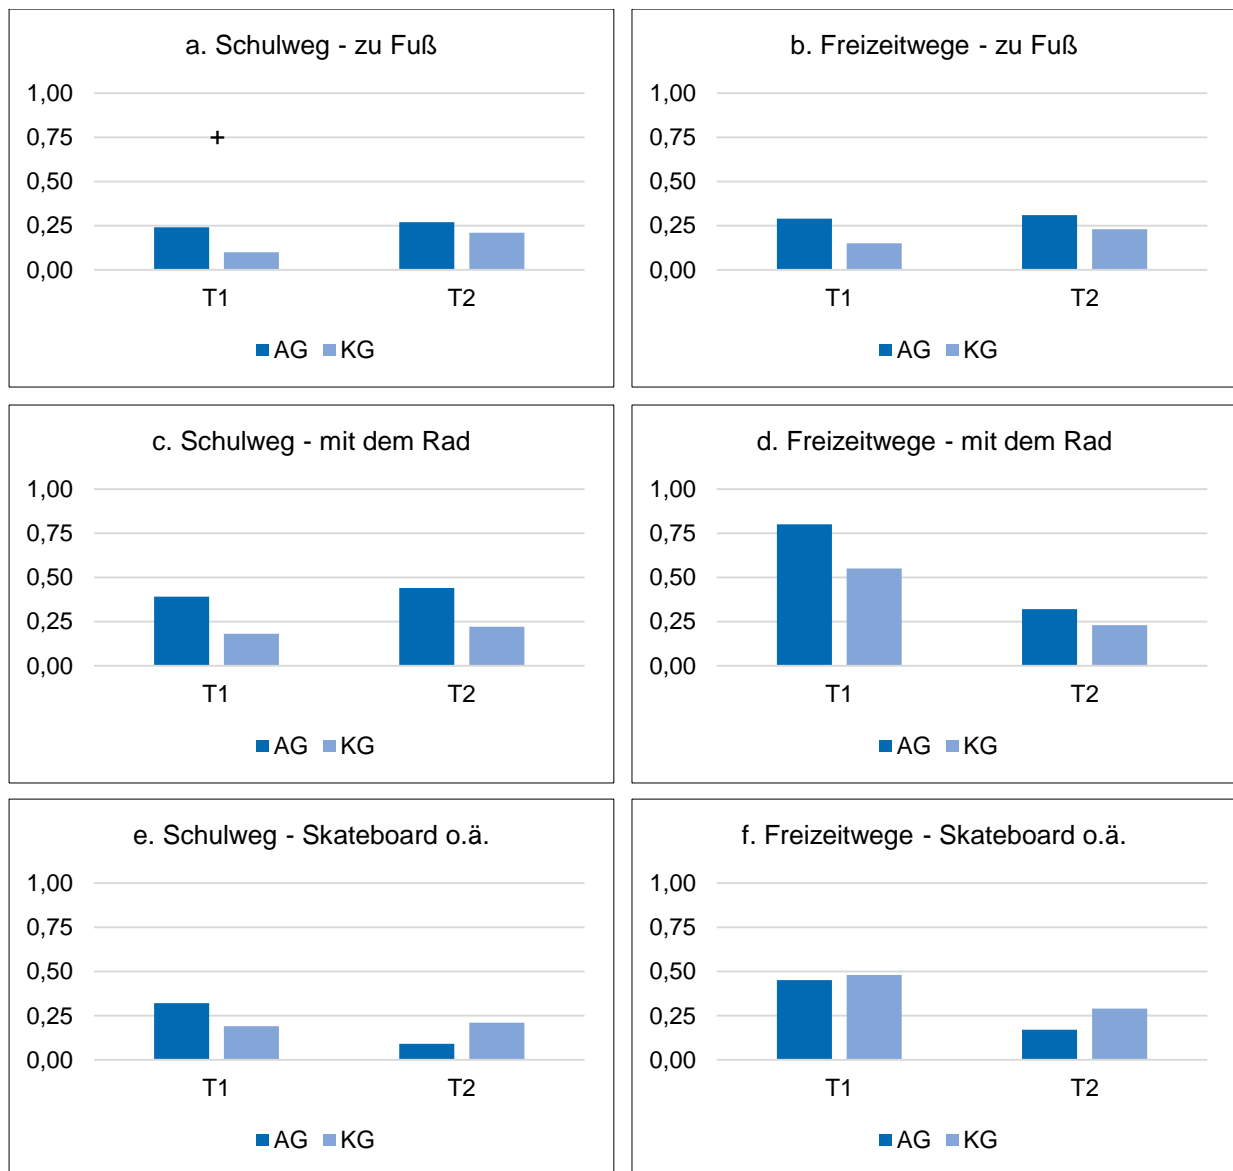 a. Schulweg - zu Fuß
1,00
0,75
+
0,50
0,25
0,00
T1 T2
AG KG
b. Freizeitwege - zu Fuß
1,00
0,75
0,50
0,25
0,00
T1 T2
AG KG
c. Schulweg - mit dem Rad
1,00
0,75
0,50
0,25
0,00
T1 T2
AG KG
d. Freizeitwege - mit dem Rad
1,00
0,75
0,50
0,25
0,00
T1 T2
AG KG
e. Schulweg - Skateboard o.ä.
1,00
0,75
0,50
0,25
0,00
T1 T2
AG KG
f. Freizeitwege - Skateboard o.ä.
1,00
0,75
0,50
0,25
0,00
T1 T2
AG KG